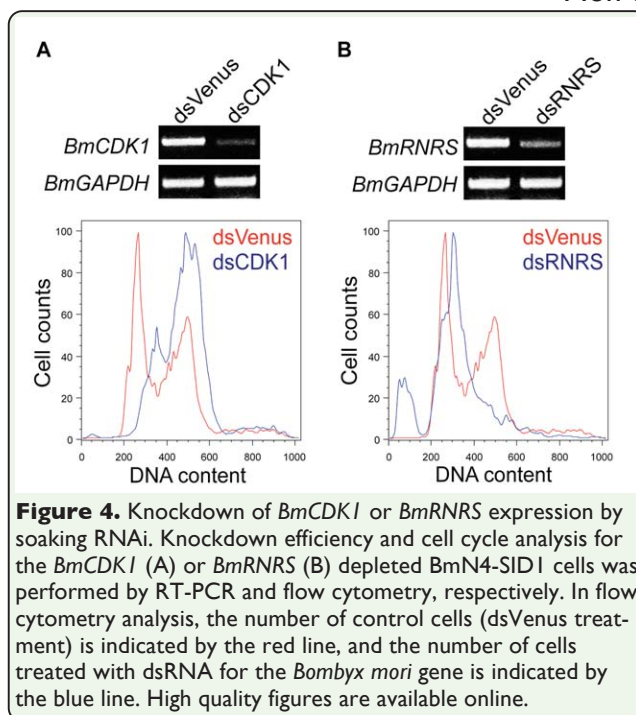 A
B
dsVenus
dsCDK1
dsVenus
dsRNRS
BmCDK1
BmRNRS
BmGAPDH
BmGAPDH
100
80
60
40
20
0
Cell counts
dsVenus
dsCDK1
0 200 400 600 800 1000
DNA content
100
80
60
40
20
0
Cell counts
dsVenus
dsRNRS
0 200 400 600 800 1000
DNA content
Figure 4. Knockdown of BmCDK1 or BmRNRS expression by
soaking RNAi. Knockdown efficiency and cell cycle analysis for
the BmCDK1 (A) or BmRNRS (B) depleted BmN4-SID1 cells was
performed by RT-PCR and flow cytometry, respectively. In flow
cytometry analysis, the number of control cells (dsVenus treat-
ment) is indicated by the red line, and the number of cells
treated with dsRNA for the Bombyx mori gene is indicated by
the blue line. High quality figures are available online.